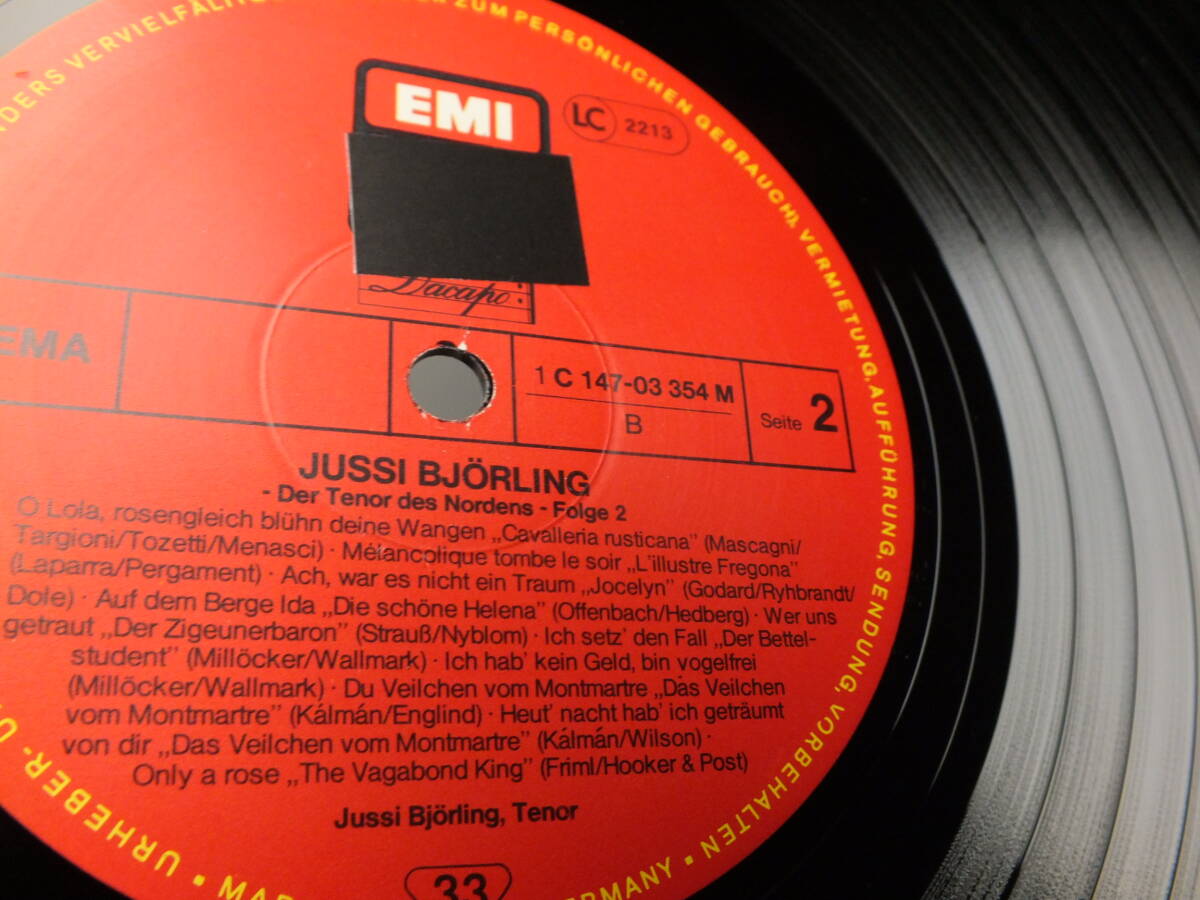 EMI
LC 2213
Dacapo
EMA
1 C 147-03 354 M
B
Seite 2
JUSSI BJÖRLING
- Der Tenor des Nordens - Folge 2
O Lola, rosengleich blühn deine Wangen „Cavalleria rusticana" (Mascagni/
Targioni/Tozetti/Menasci) · Mélancolique tombe le soir „L'illustre Fregona"
(Laparra/Pergament) · Ach, war es nicht ein Traum „Jocelyn" (Godard/Ryhbrandt/
Dole) · Auf dem Berge Ida „Die schöne Helena" (Offenbach/Hedberg) · Wer uns
getraut „Der Zigeunerbaron" (Strauß/Nyblom) · Ich setz' den Fall „Der Bettel-
student" (Millöcker/Wallmark) · Ich hab' kein Geld, bin vogelfrei
(Millöcker/Wallmark) · Du Veilchen vom Montmartre „Das Veilchen
vom Montmartre" (Kálmán/Englind) · Heut' nacht hab' ich geträumt
von dir „Das Veilchen vom Montmartre" (Kálmán/Wilson) ·
Only a rose „The Vagabond King" (Friml/Hooker & Post)
Jussi Björling, Tenor
33
NDERS VERVIELFÄLTIG ZUM PERSÖNLICHEN GEBRAUCH), VERMIETUNG, AUFFÜHRUNG, SENDUNG, VORBEHALTEN • ERMANY
URHEBER- U